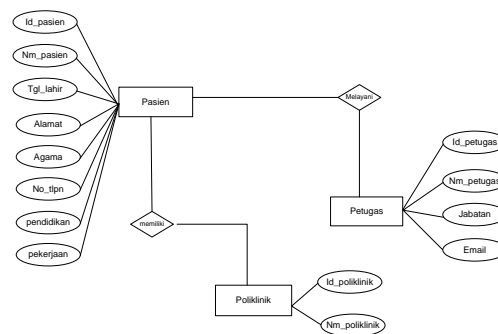 Id_pasien
Nm_pasien
Tgl_lahir
Alamat
Agama
No_tlpn
pendidikan
pekerjaan
Pasien
Melayani
memiliki
Petugas
Id_petugas
Nm_petugas
Jabatan
Email
Poliklinik
Id_poliklinik
Nm_poliklinik